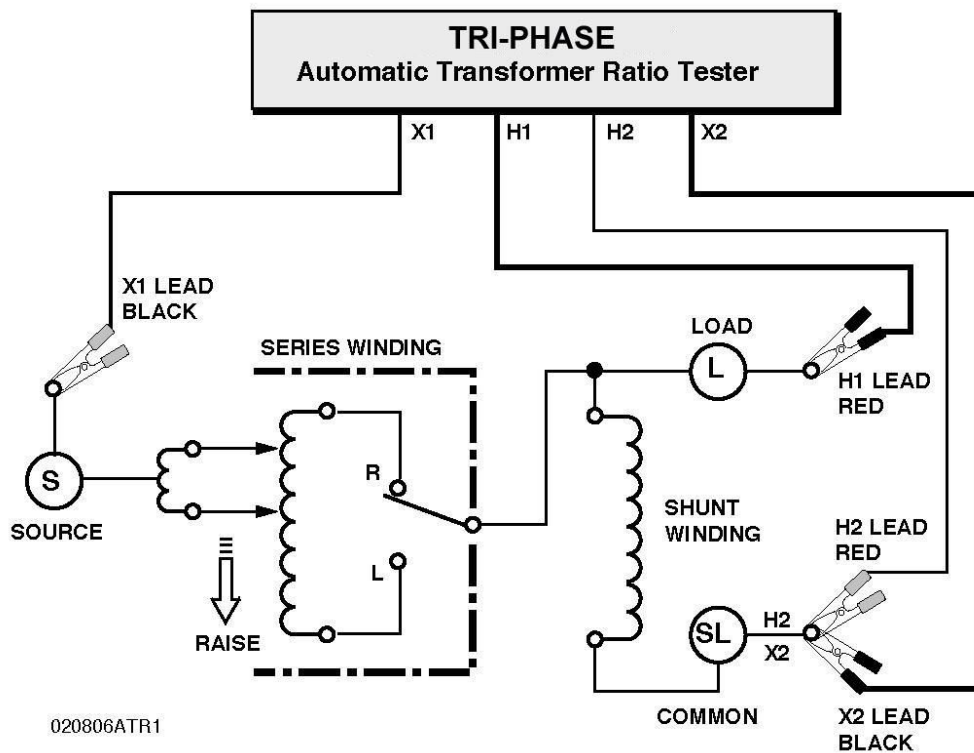 TRI-PHASE
Automatic Transformer Ratio Tester
X1
H1
H2
X2
X1 LEAD
BLACK
SERIES WINDING
LOAD
L
H1 LEAD
RED
S
SOURCE
R
L
RAISE
SHUNT
WINDING
H2 LEAD
RED
SL
H2
X2
COMMON
X2 LEAD
BLACK
020806ATR1